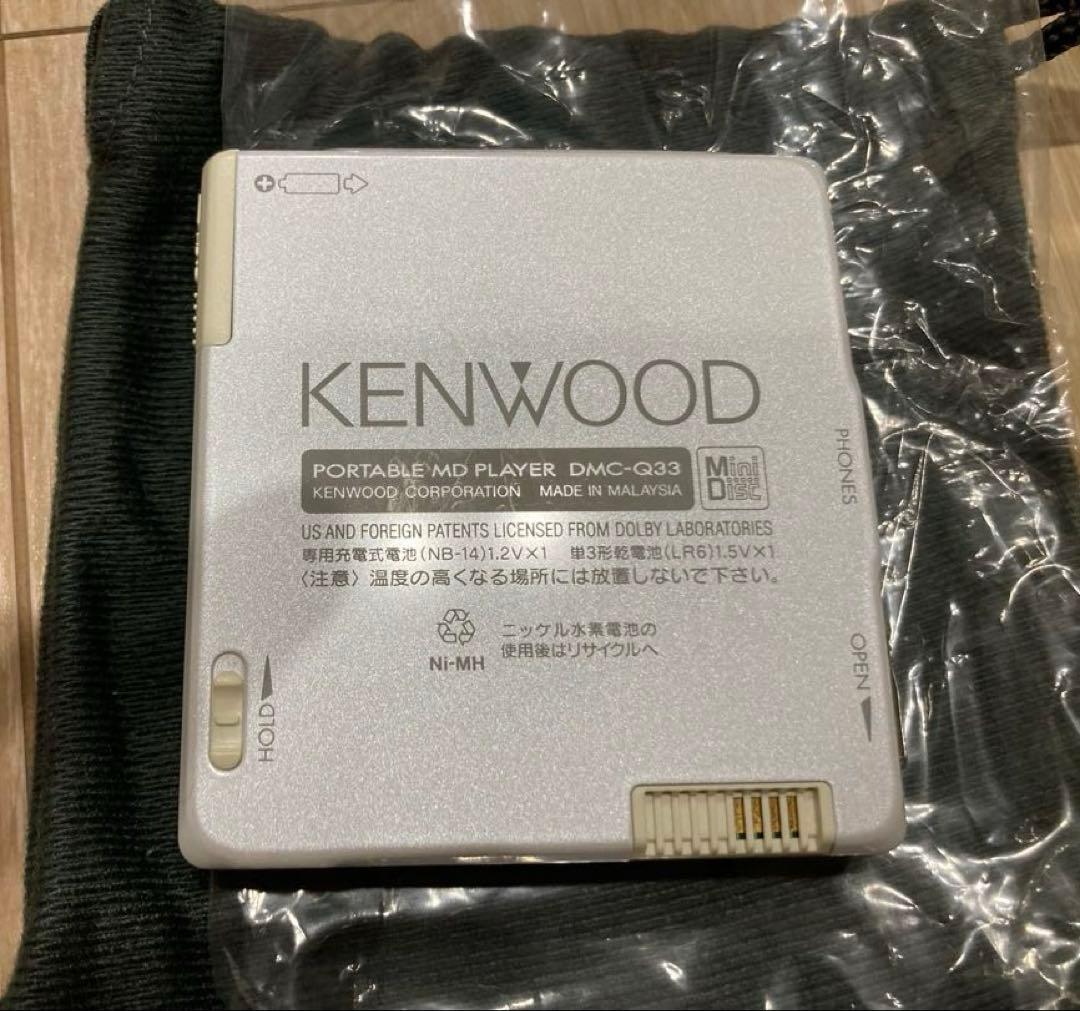 KENWOOD
PORTABLE MD PLAYER DMC-Q33
KENWOOD CORPORATION MADE IN MALAYSIA
Mini Disc
US AND FOREIGN PATENTS LICENSED FROM DOLBY LABORATORIES
専用充電式電池(NB-14)1.2V×1 単3形乾電池(LR6)1.5V×1
〈注意〉温度の高くなる場所には放置しないで下さい。
Ni-MH
ニッケル水素電池の
使用後はリサイクルへ
HOLD
PHONES
OPEN